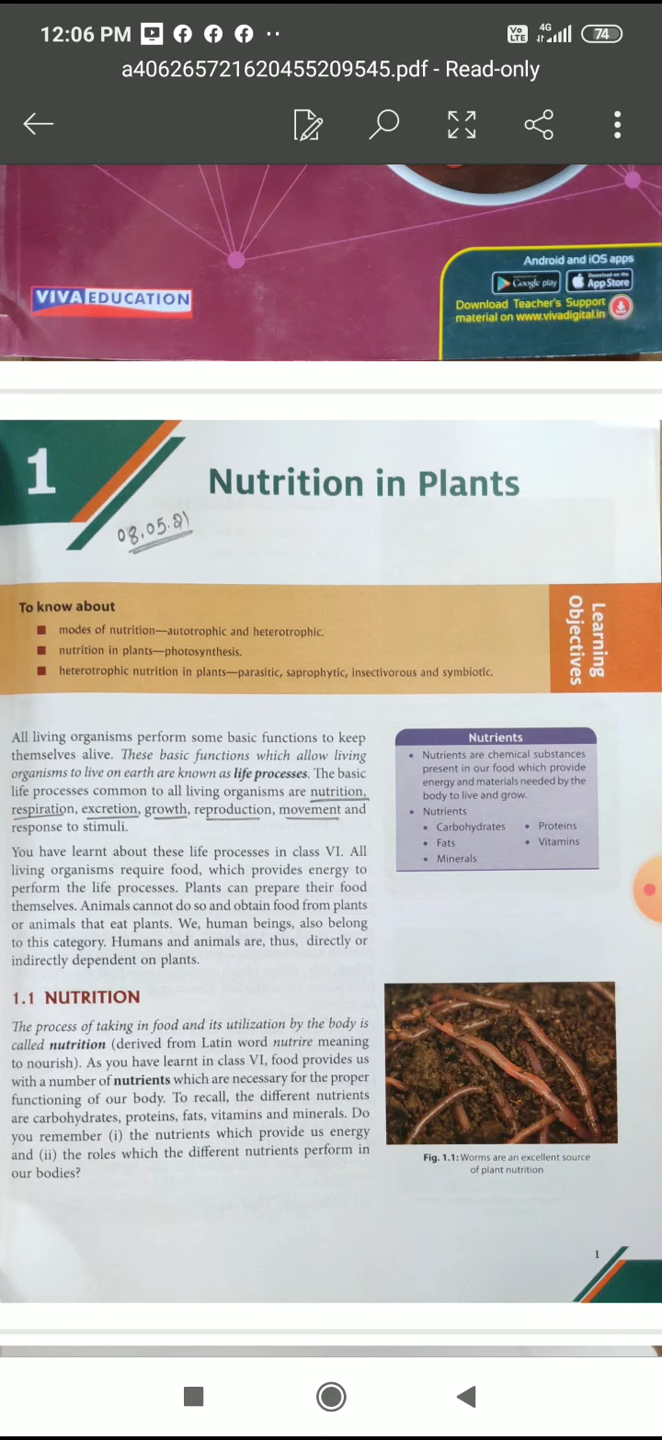 12:06 PM
Vo LTE 4G 74
a406265721620455209545.pdf - Read-only
VIVA EDUCATION
Android and iOS apps
Google play
Download on the App Store
Download Teacher's Support
material on www.vivadigital.in
1
Nutrition in Plants
08.05.21
To know about
modes of nutrition—autotrophic and heterotrophic.
nutrition in plants—photosynthesis.
heterotrophic nutrition in plants—parasitic, saprophytic, insectivorous and symbiotic.
Learning
Objectives
All living organisms perform some basic functions to keep
themselves alive. These basic functions which allow living
organisms to live on earth are known as life processes. The basic
life processes common to all living organisms are nutrition,
respiration, excretion, growth, reproduction, movement and
response to stimuli.
You have learnt about these life processes in class VI. All
living organisms require food, which provides energy to
perform the life processes. Plants can prepare their food
themselves. Animals cannot do so and obtain food from plants
or animals that eat plants. We, human beings, also belong
to this category. Humans and animals are, thus, directly or
indirectly dependent on plants.
Nutrients
• Nutrients are chemical substances
present in our food which provide
energy and materials needed by the
body to live and grow.
• Nutrients
• Carbohydrates • Proteins
• Fats • Vitamins
• Minerals
1.1 NUTRITION
The process of taking in food and its utilization by the body is
called nutrition (derived from Latin word nutrire meaning
to nourish). As you have learnt in class VI, food provides us
with a number of nutrients which are necessary for the proper
functioning of our body. To recall, the different nutrients
are carbohydrates, proteins, fats, vitamins and minerals. Do
you remember (i) the nutrients which provide us energy
and (ii) the roles which the different nutrients perform in
our bodies?
Fig. 1.1: Worms are an excellent source
of plant nutrition
1